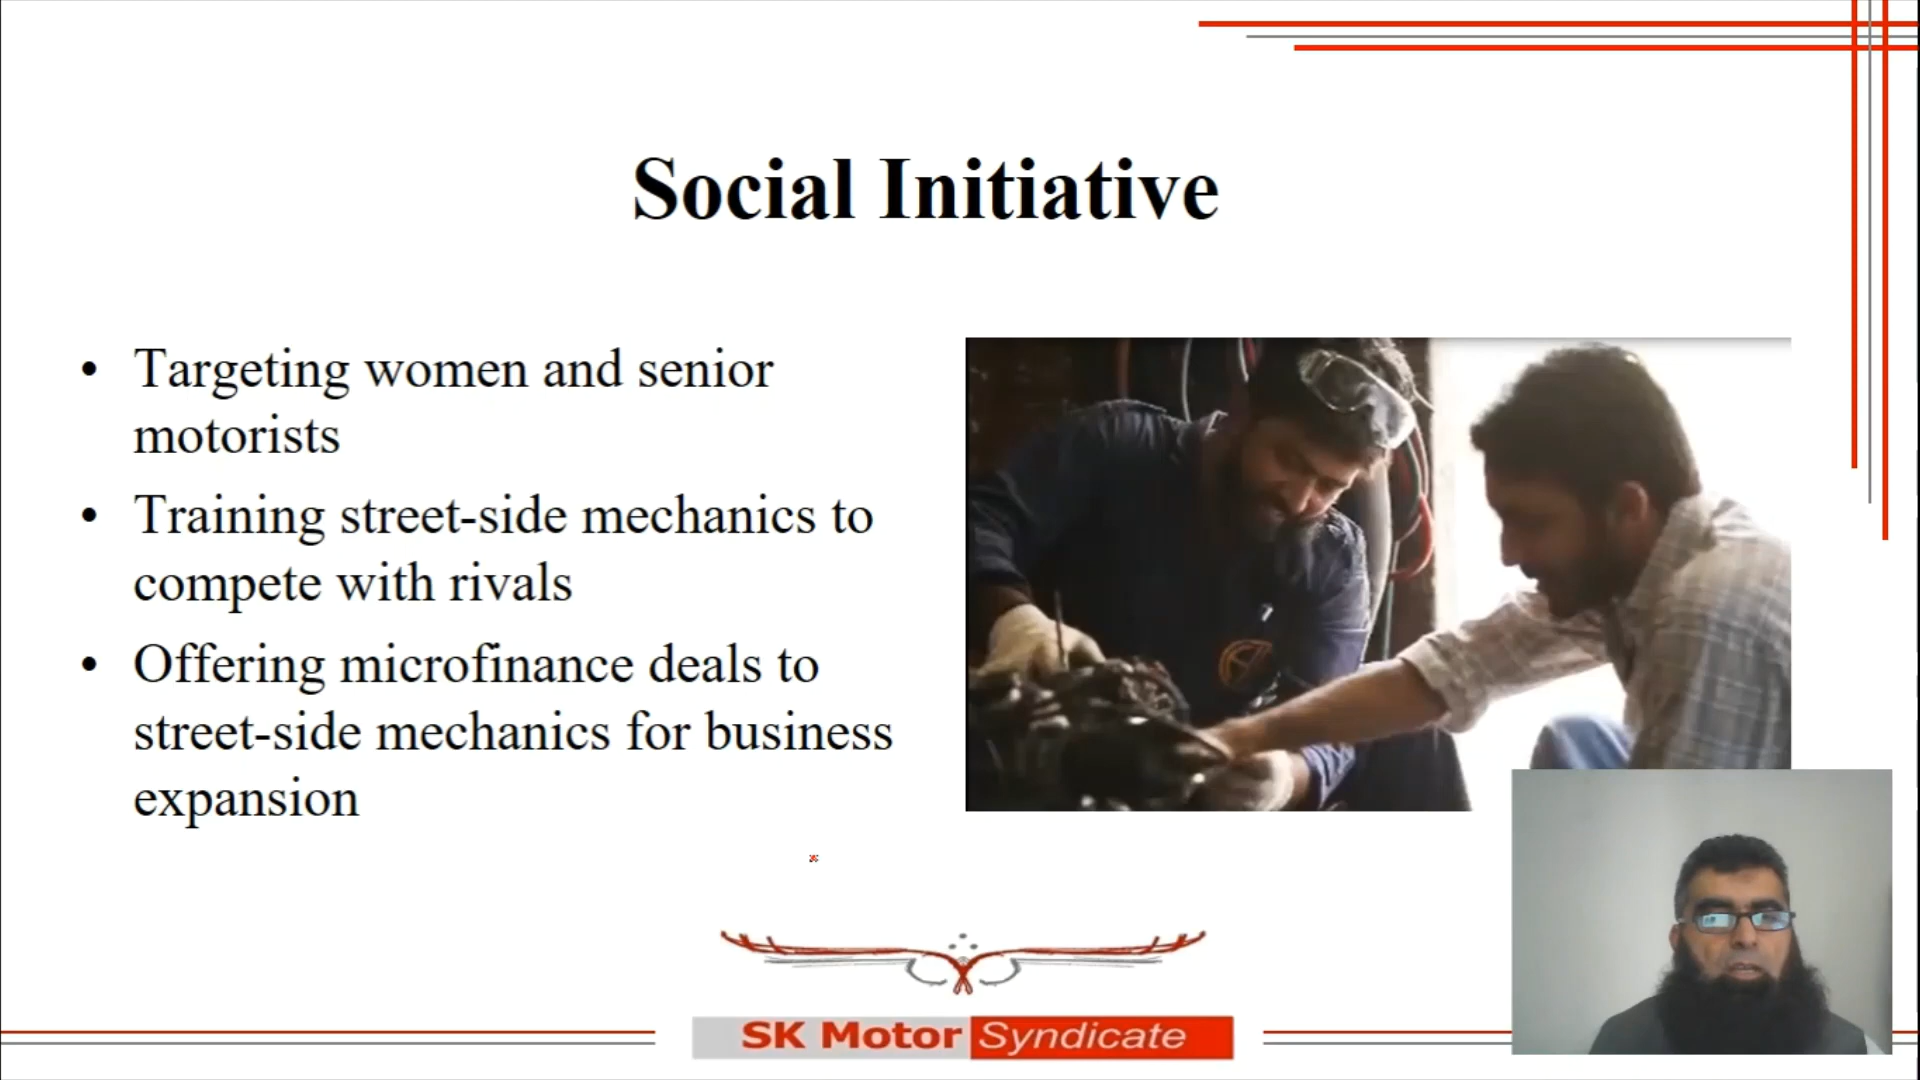 Social Initiative
• Targeting women and senior
motorists
• Training street-side mechanics to
compete with rivals
• Offering microfinance deals to
street-side mechanics for business
expansion
SK Motor Syndicate